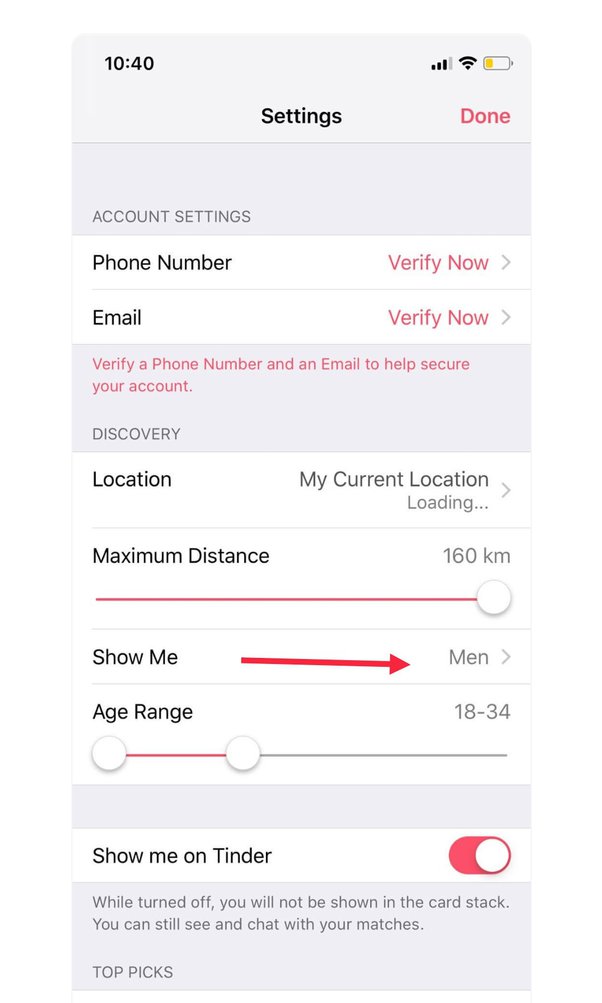 10:40
Settings Done
ACCOUNT SETTINGS
Phone Number Verify Now
Email Verify Now
Verify a Phone Number and an Email to help secure
your account.
DISCOVERY
Location My Current Location
Loading...
Maximum Distance 160 km
Show Me Men
Age Range 18-34
Show me on Tinder
While turned off, you will not be shown in the card stack.
You can still see and chat with your matches.
TOP PICKS